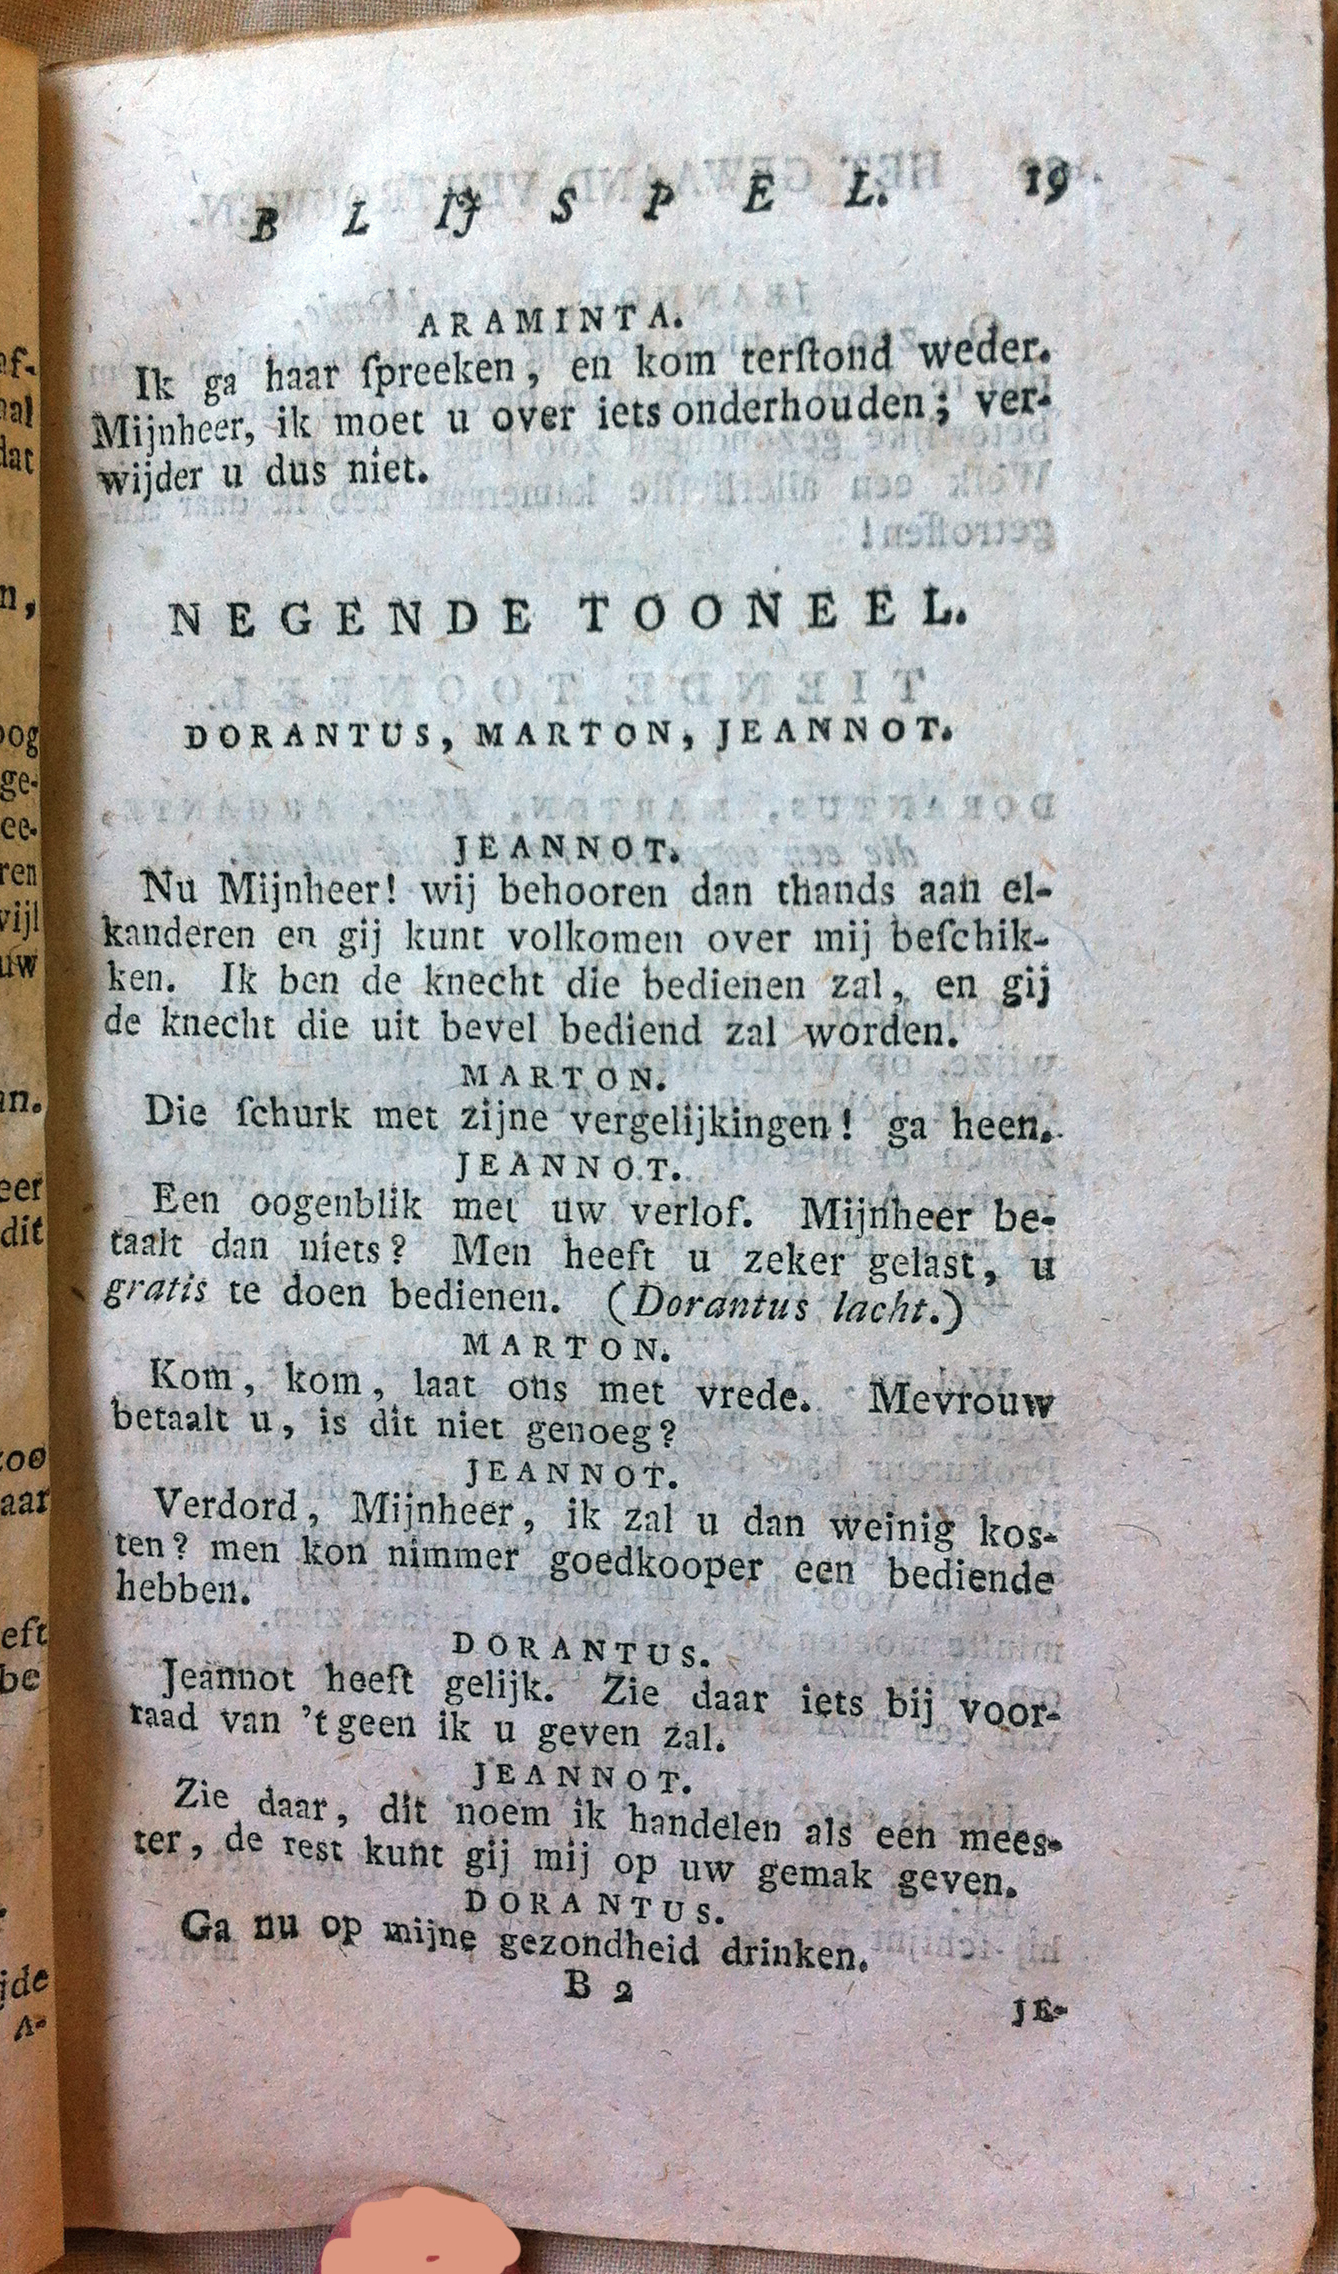 BLIJSPEL. 19
ARAMINTA.
Ik ga haar ſpreeken, en kom terſtond weder.
Mijnheer, ik moet u over iets onderhouden; ver-
wijder u dus niet.
NEGENDE TOONEEL.
DORANTUS, MARTON, JEANNOT.
JEANNOT.
Nu Mijnheer! wij behooren dan thands aan el-
kanderen en gij kunt volkomen over mij beſchik-
ken. Ik ben de knecht die bedienen zal, en gij
de knecht die uit bevel bediend zal worden.
MARTON.
Die ſchurk met zijne vergelijkingen! ga heen.
JEANNOT.
Een oogenblik met uw verlof. Mijnheer be-
taalt dan niets? Men heeft u zeker gelast, u
gratis te doen bedienen. (Dorantus lacht.)
MARTON.
Kom, kom, laat ons met vrede. Mevrouw
betaalt u, is dit niet genoeg?
JEANNOT.
Verdord, Mijnheer, ik zal u dan weinig kos-
ten? men kon nimmer goedkooper een bediende
hebben.
DORANTUS.
Jeannot heeft gelijk. Zie daar iets bij voor-
raad van 't geen ik u geven zal.
JEANNOT.
Zie daar, dit noem ik handelen als een mees-
ter, de rest kunt gij mij op uw gemak geven.
DORANTUS.
Ga nu op mijne gezondheid drinken.
B 2
JE-